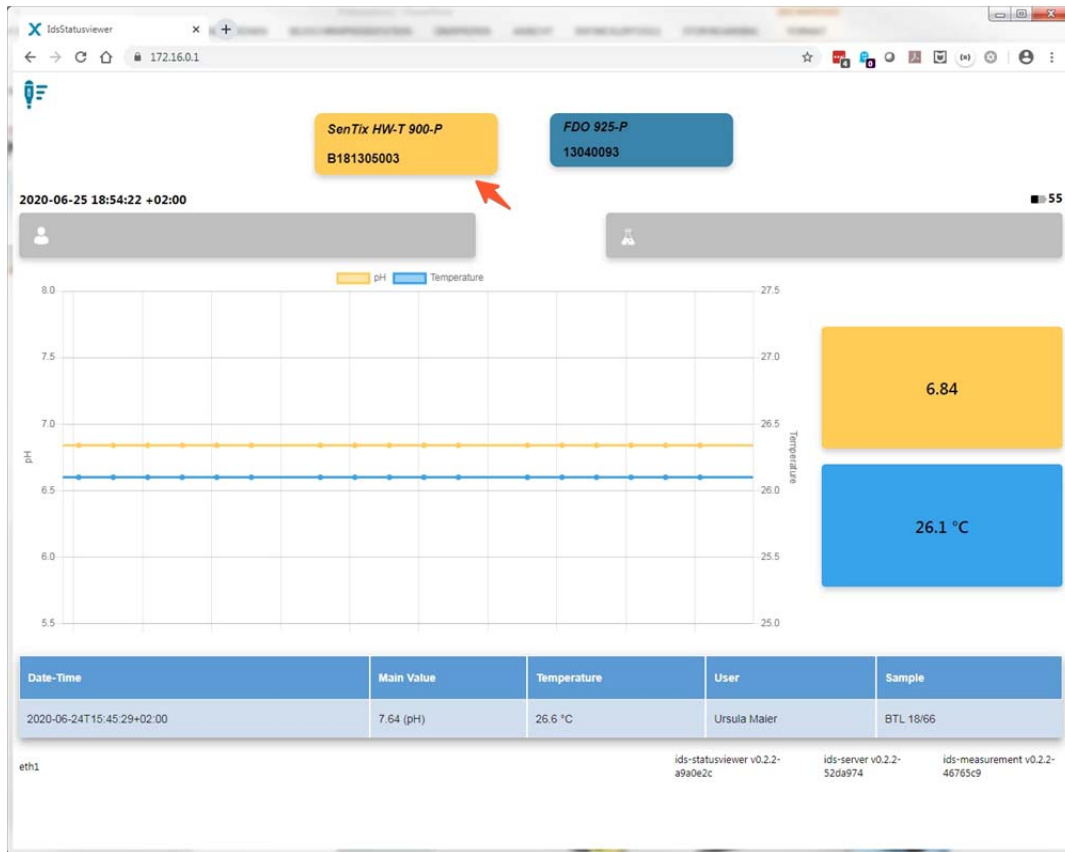 IdsStatusviewer
172.16.0.1
4
0
SenTix HW-T 900-P
B181305003
FDO 925-P
13040093
2020-06-25 18:54:22 +02:00
55
pH
Temperature
8.0
27.5
7.5
27.0
7.0
26.5
pH
Temperature
6.5
26.0
6.0
25.5
5.5
25.0
6.84
26.1 °C
Date-Time Main Value Temperature User Sample
2020-06-24T15:45:29+02:00 7.64 (pH) 26.6 °C Ursula Maier BTL 18/66
eth1
ids-statusviewer v0.2.2-
a9a0e2c
ids-server v0.2.2-
52da974
ids-measurement v0.2.2-
46765c9